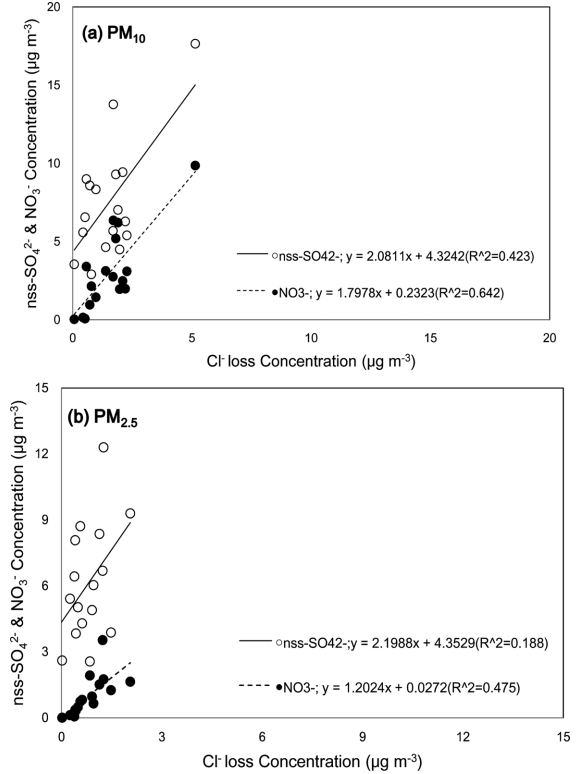 20
(a) PM10
15
10
5
0
nss-SO4^2- & NO3^- Concentration (µg m^-3)
○nss-SO42-; y = 2.0811x + 4.3242(R^2=0.423)
●NO3-; y = 1.7978x + 0.2323(R^2=0.642)
0 5 10 15 20
Cl^- loss Concentration (µg m^-3)
15
(b) PM2.5
12
9
6
3
0
nss-SO4^2- & NO3^- Concentration (µg m^-3)
○nss-SO42-;y = 2.1988x + 4.3529(R^2=0.188)
●NO3-; y = 1.2024x + 0.0272(R^2=0.475)
0 3 6 9 12 15
Cl^- loss Concentration (µg m^-3)